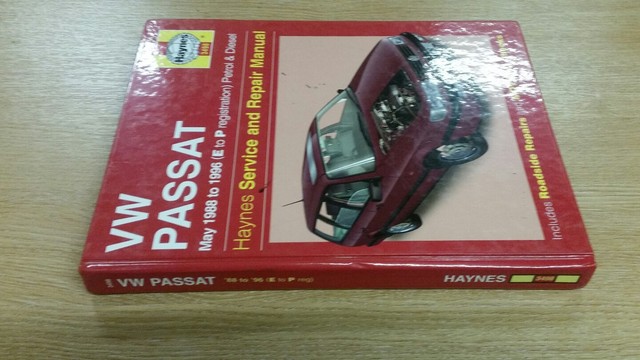 Haynes
3498
VW
PASSAT
May 1988 to 1996 (E to P registration) Petrol & Diesel
Haynes Service and Repair Manual
Includes Roadside Repairs
VW PASSAT '88 to '96 (E to P reg) HAYNES